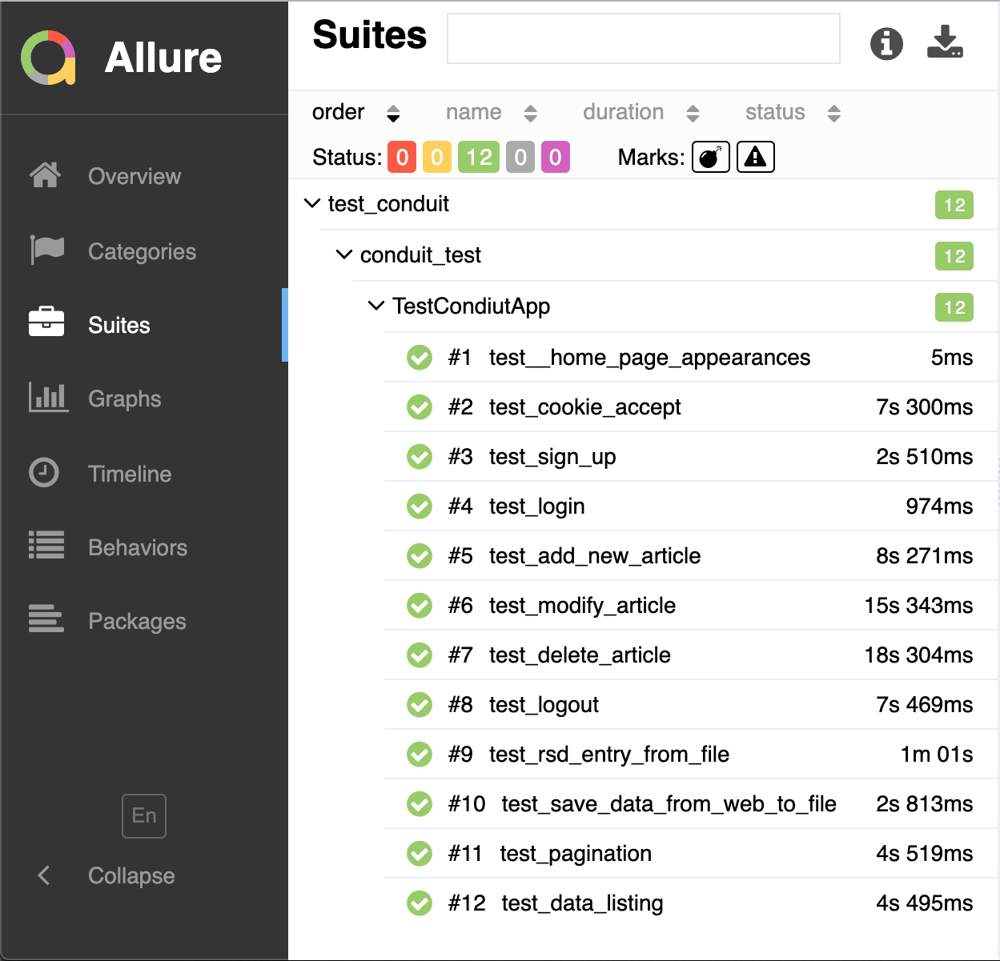 Allure
Overview
Categories
Suites
Graphs
Timeline
Behaviors
Packages
En
Collapse
Suites
order name duration status
Status: 0 0 12 0 0 Marks:
test_conduit 12
conduit_test 12
TestCondiutApp 12
#1 test__home_page_appearances 5ms
#2 test_cookie_accept 7s 300ms
#3 test_sign_up 2s 510ms
#4 test_login 974ms
#5 test_add_new_article 8s 271ms
#6 test_modify_article 15s 343ms
#7 test_delete_article 18s 304ms
#8 test_logout 7s 469ms
#9 test_rsd_entry_from_file 1m 01s
#10 test_save_data_from_web_to_file 2s 813ms
#11 test_pagination 4s 519ms
#12 test_data_listing 4s 495ms